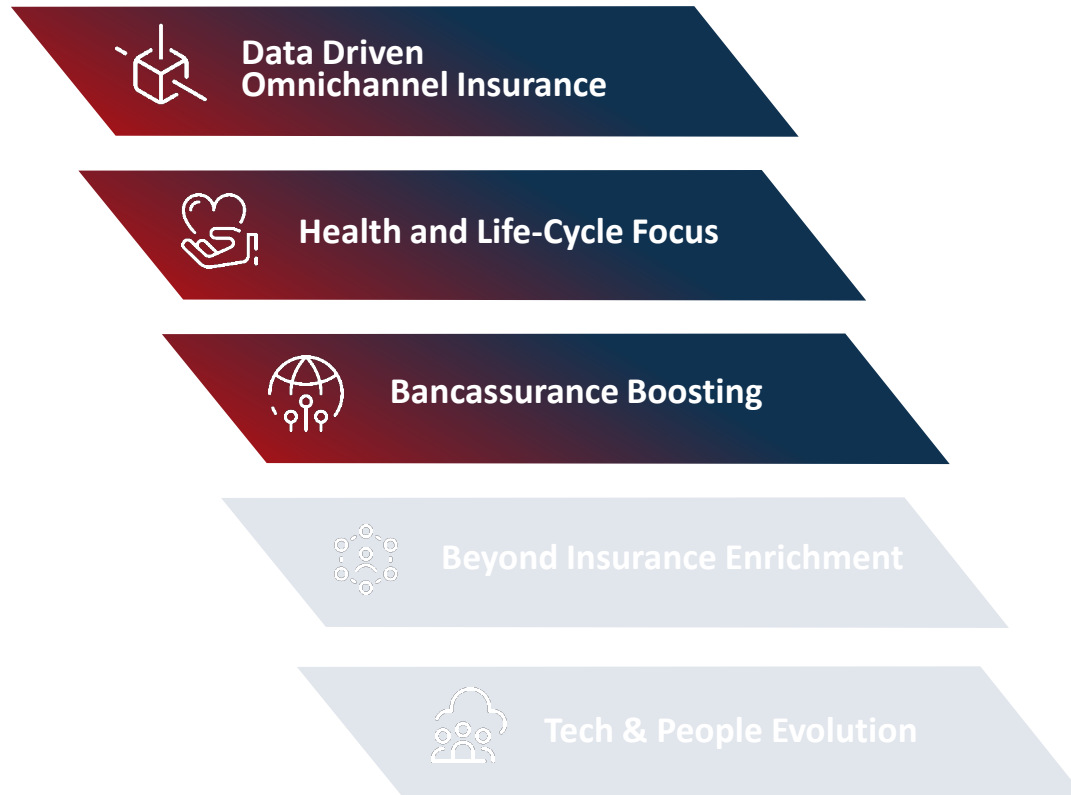 Data Driven
Omnichannel Insurance
Health and Life-Cycle Focus
Bancassurance Boosting
Beyond Insurance Enrichment
Tech & People Evolution